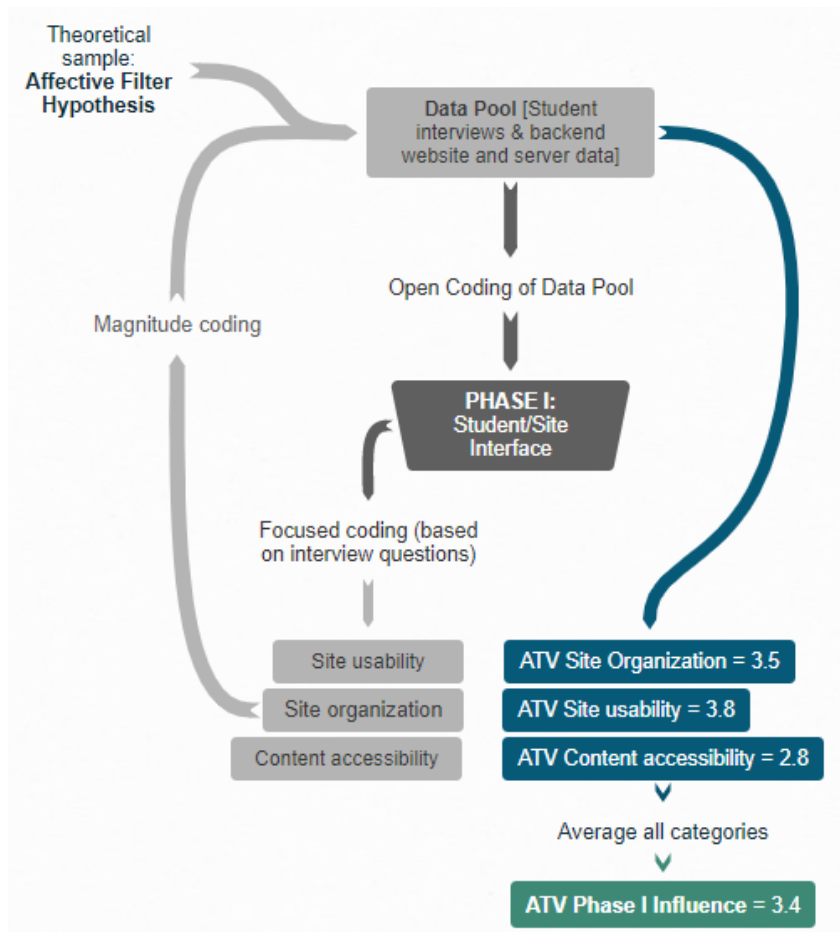 Theoretical
sample:
Affective Filter
Hypothesis
Data Pool [Student
interviews & backend
website and server data]
Open Coding of Data Pool
Magnitude coding
PHASE I:
Student/Site
Interface
Focused coding (based
on interview questions)
Site usability
Site organization
Content accessibility
ATV Site Organization = 3.5
ATV Site usability = 3.8
ATV Content accessibility = 2.8
Average all categories
ATV Phase I Influence = 3.4